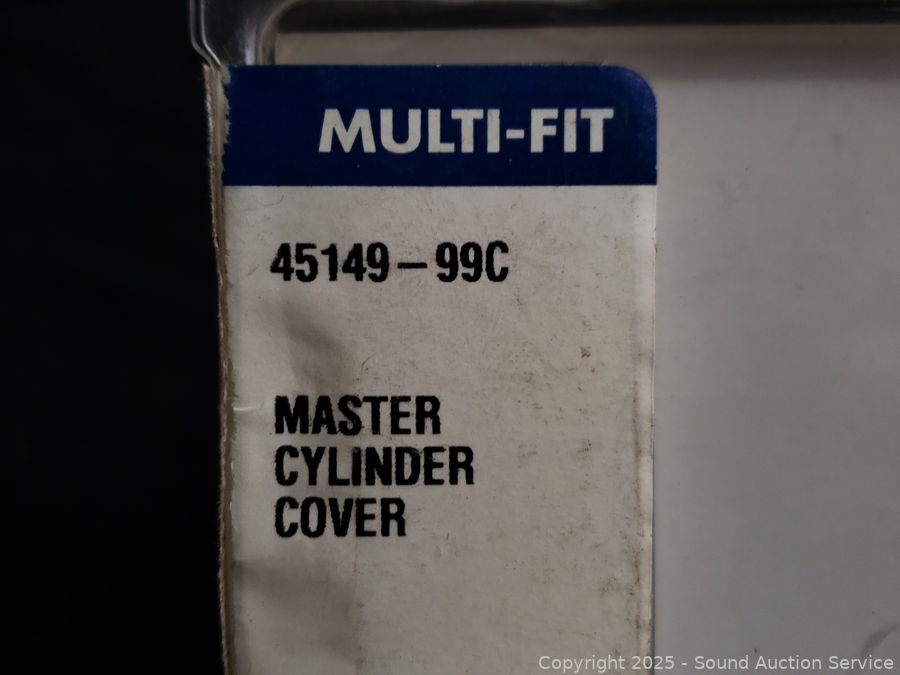 MULTI-FIT
45149-99C
MASTER
CYLINDER
COVER
Copyright 2025 - Sound Auction Service